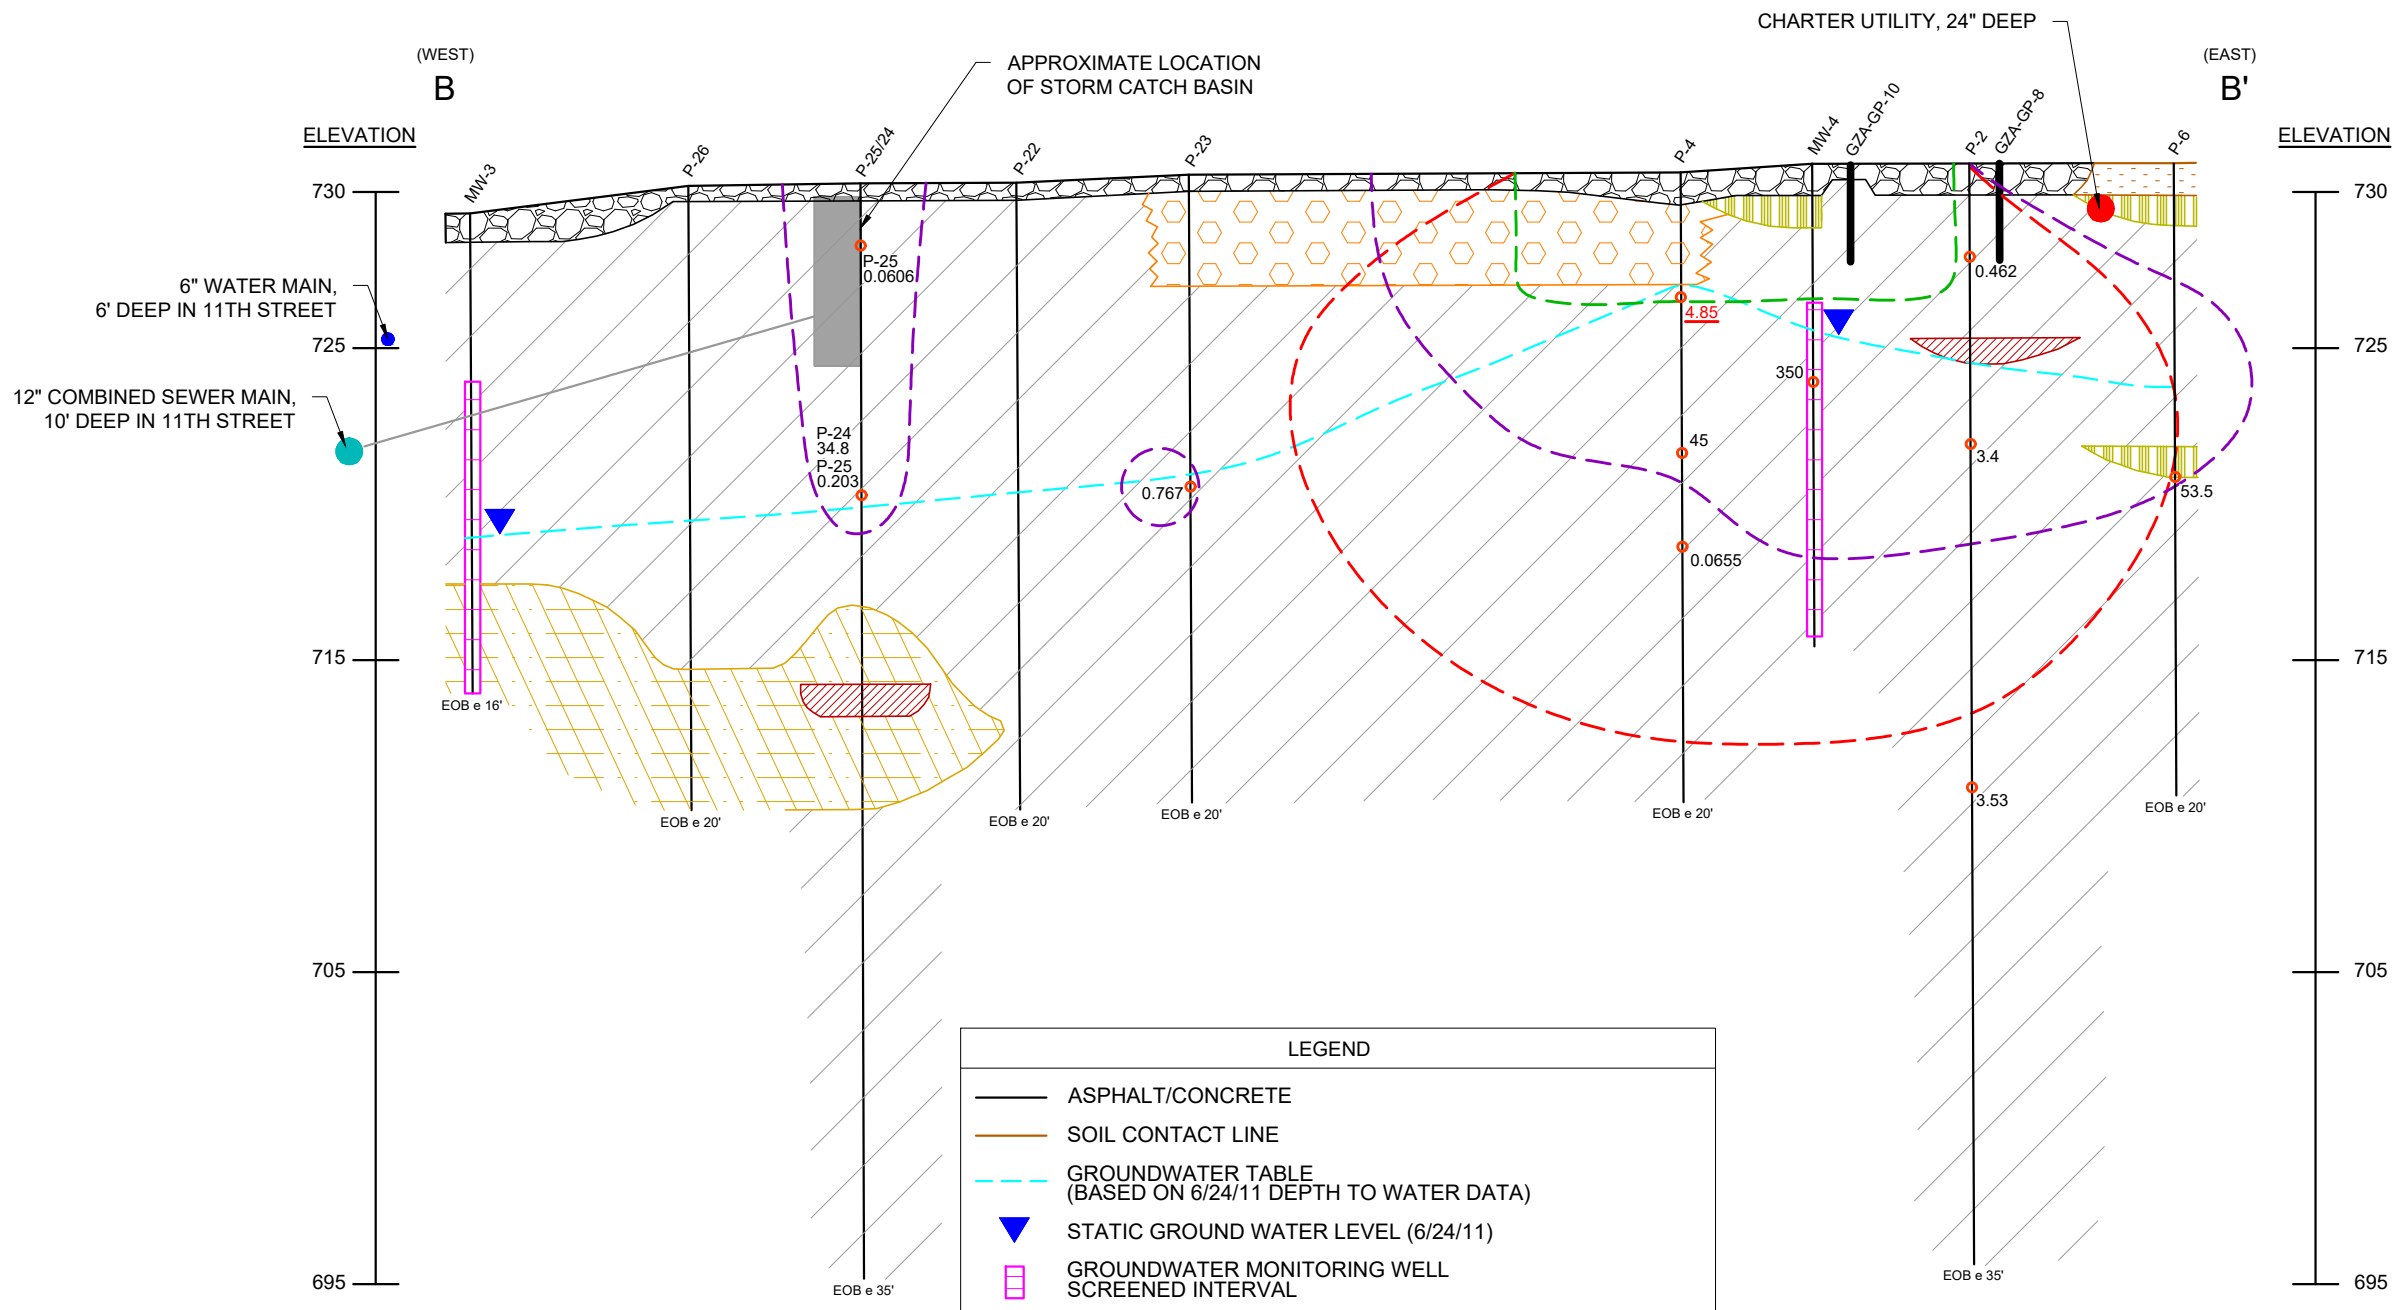 CHARTER UTILITY, 24" DEEP
(WEST)
B
(EAST)
B'
APPROXIMATE LOCATION
OF STORM CATCH BASIN
ELEVATION
ELEVATION
MW-3
P-26
P-25/24
P-22
P-23
P-4
MW-4
GZA-GP-10
P-2
GZA-GP-8
P-6
730
730
P-25
0.0606
0.462
6" WATER MAIN,
6' DEEP IN 11TH STREET
4.85
725
725
350
12" COMBINED SEWER MAIN,
10' DEEP IN 11TH STREET
P-24
34.8
P-25
0.203
45
3.4
0.767
53.5
0.0655
715
715
EOB e 16'
EOB e 20'
EOB e 20'
EOB e 20'
EOB e 20'
3.53
EOB e 20'
705
705
LEGEND
ASPHALT/CONCRETE
SOIL CONTACT LINE
GROUNDWATER TABLE
(BASED ON 6/24/11 DEPTH TO WATER DATA)
STATIC GROUND WATER LEVEL (6/24/11)
GROUNDWATER MONITORING WELL
SCREENED INTERVAL
695
695
EOB e 35'
EOB e 35'